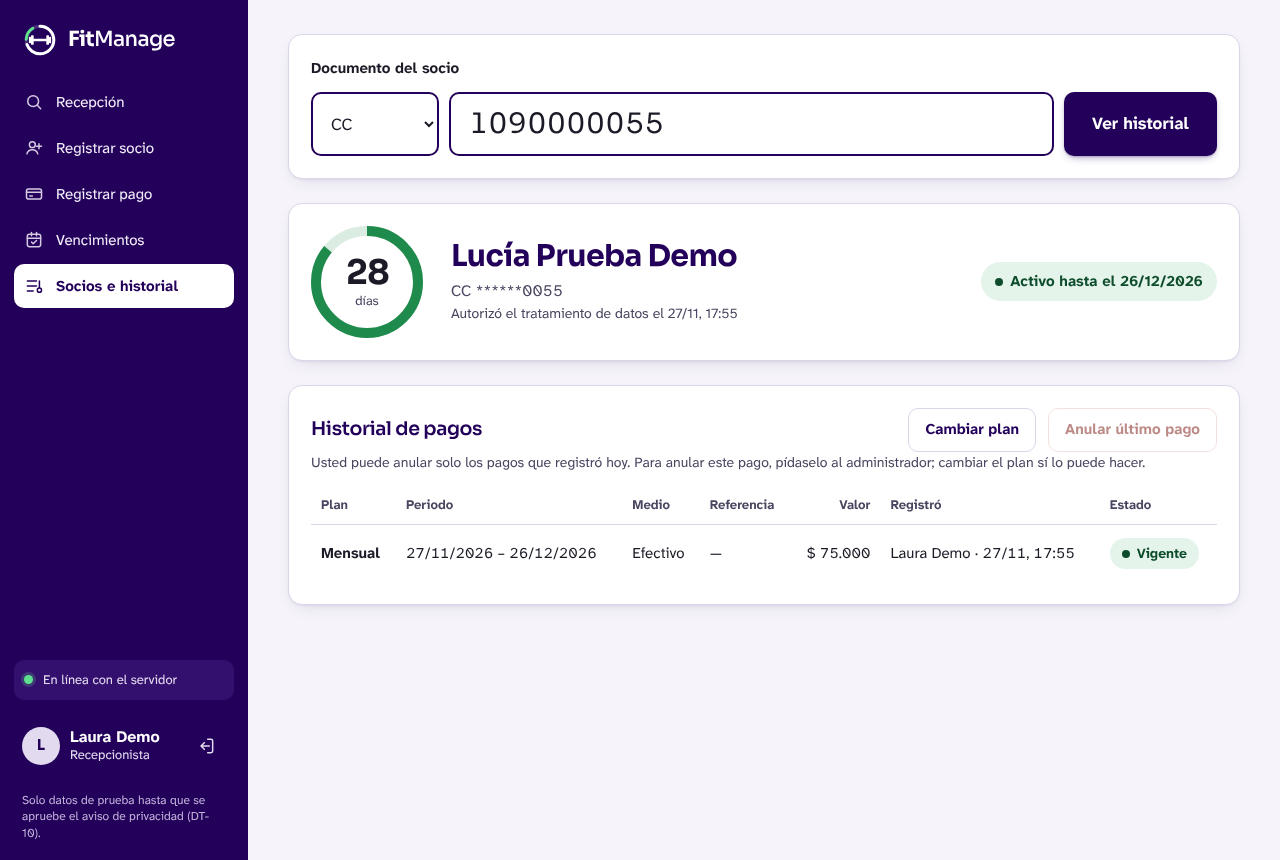 FitManage
Recepción
Registrar socio
Registrar pago
Vencimientos
Socios e historial
En línea con el servidor
L
Laura Demo
Recepcionista
Solo datos de prueba hasta que se
apruebe el aviso de privacidad (DT-
10).
Documento del socio
CC
1090000055
Ver historial
28
días
Lucía Prueba Demo
CC ******0055
Autorizó el tratamiento de datos el 27/11, 17:55
Activo hasta el 26/12/2026
Historial de pagos
Cambiar plan
Anular último pago
Usted puede anular solo los pagos que registró hoy. Para anular este pago, pídaselo al administrador; cambiar el plan sí lo puede hacer.
Plan Periodo Medio Referencia Valor Registró Estado
Mensual 27/11/2026 – 26/12/2026 Efectivo — $ 75.000 Laura Demo · 27/11, 17:55 Vigente